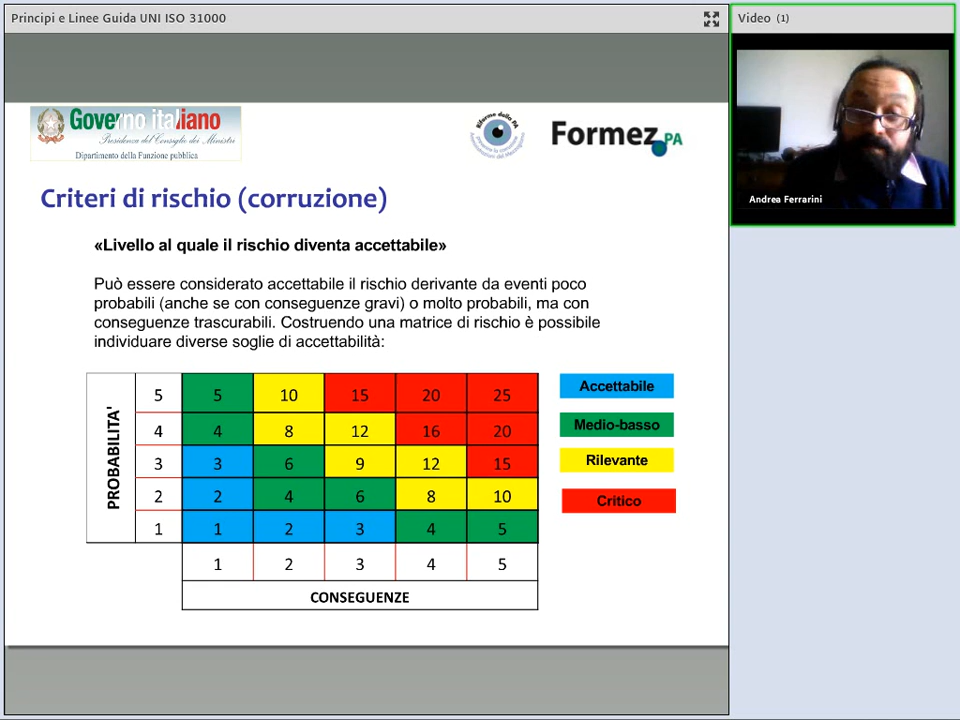 Principi e Linee Guida UNI ISO 31000
Video (1)
Andrea Ferrarini
Governo italiano
Presidenza del Consiglio dei Ministri
Dipartimento della Funzione pubblica
Riforme della PA
Formez PA
Criteri di rischio (corruzione)
«Livello al quale il rischio diventa accettabile»
Può essere considerato accettabile il rischio derivante da eventi poco
probabili (anche se con conseguenze gravi) o molto probabili, ma con
conseguenze trascurabili. Costruendo una matrice di rischio è possibile
individuare diverse soglie di accettabilità:
PROBABILITA'
5 5 10 15 20 25
4 4 8 12 16 20
3 3 6 9 12 15
2 2 4 6 8 10
1 1 2 3 4 5
1 2 3 4 5
CONSEGUENZE
Accettabile
Medio-basso
Rilevante
Critico